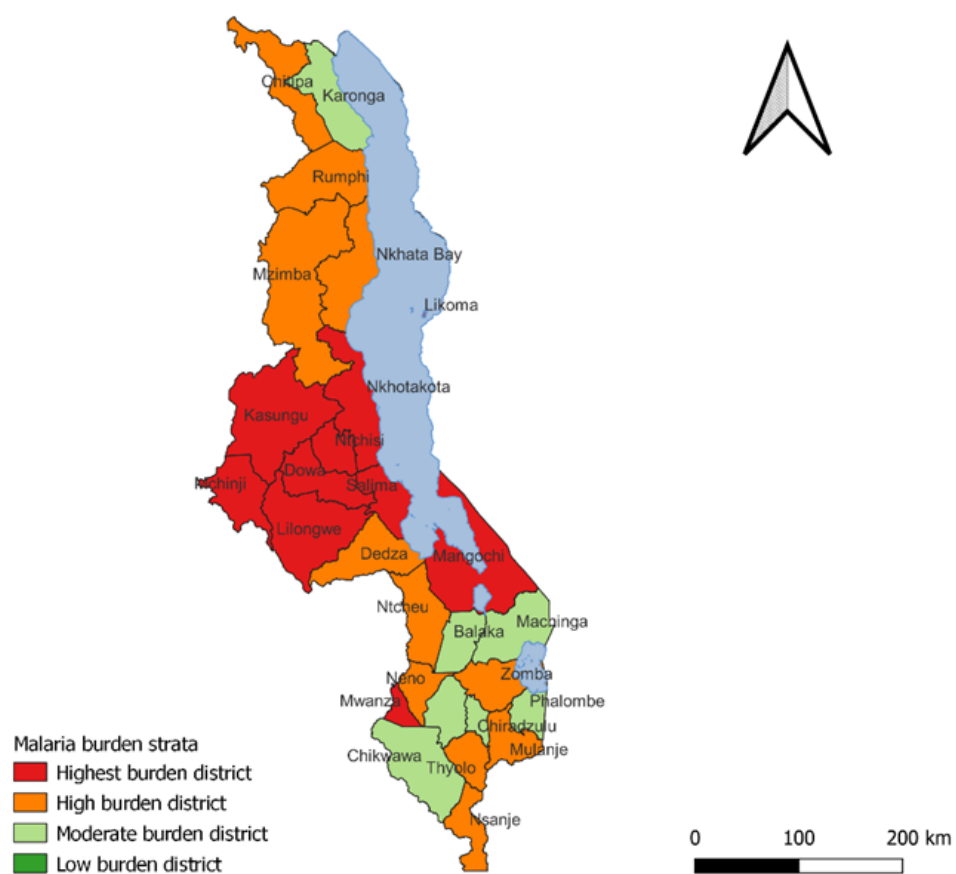 Chitipa
Karonga
Rumphi
Nkhata Bay
Mzimba
Likoma
Nkhotakota
Kasungu
Ntchisi
Dowa
Mchinji
Salima
Lilongwe
Dedza
Mangochi
Ntcheu
Machinga
Balaka
Neno
Zomba
Mwanza
Phalombe
Chiradzulu
Mulanje
Chikwawa
Thyolo
Nsanje
Malaria burden strata
Highest burden district
High burden district
Moderate burden district
Low burden district
0 100 200 km